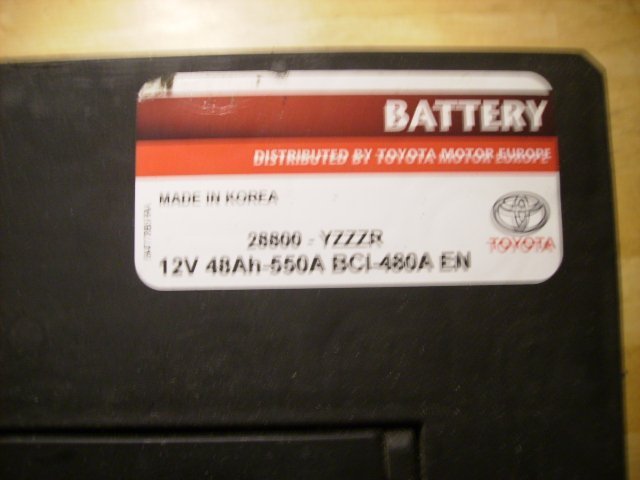 BATTERY
DISTRIBUTED BY TOYOTA MOTOR EUROPE
MADE IN KOREA
28800 - YZZZR
TOYOTA
12V 48Ah-550A BCI-480A EN